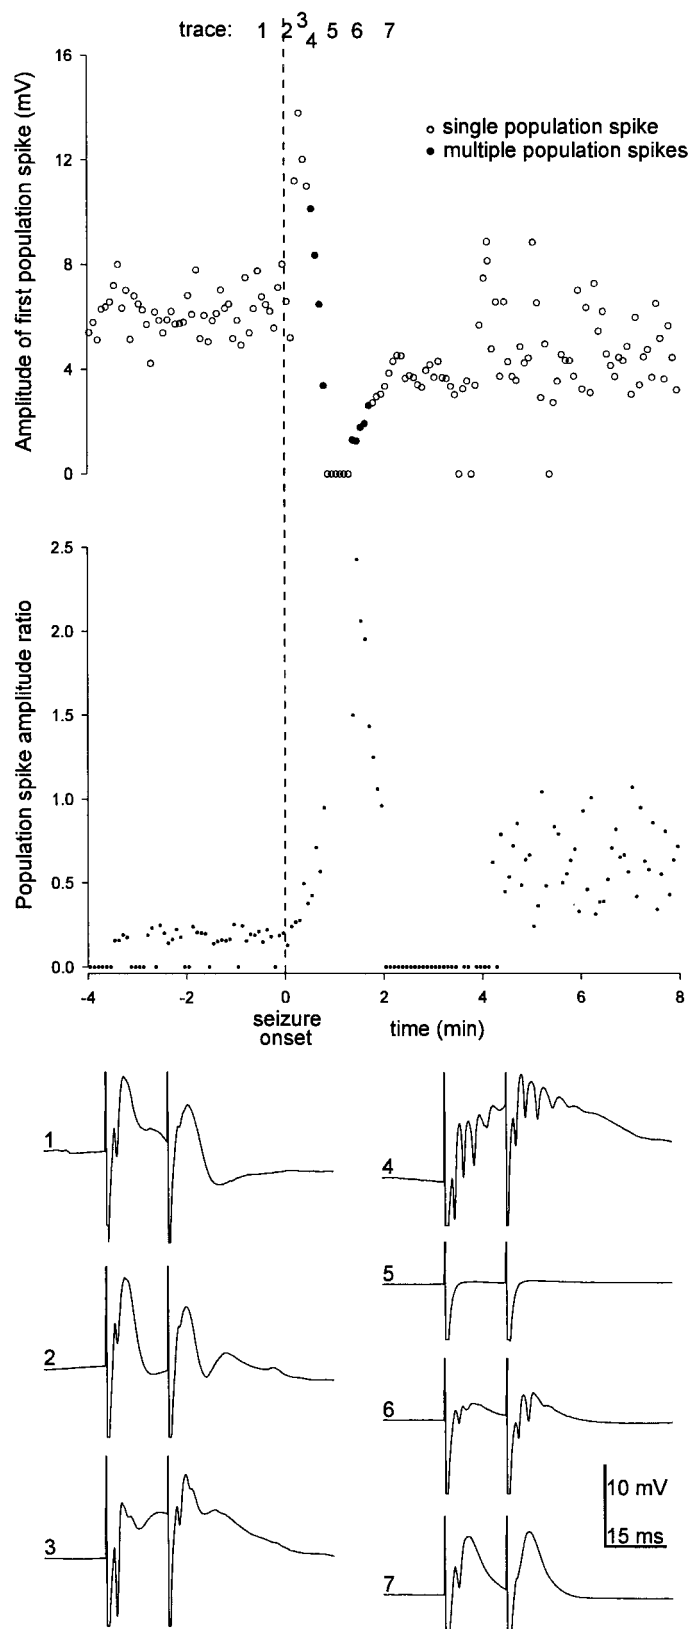 trace: 1 2 3 4 5 6 7
16
12
8
4
0
Amplitude of first population spike (mV)
single population spike
multiple population spikes
2.5
2.0
1.5
1.0
0.5
0.0
Population spike amplitude ratio
-4 -2 0 2 4 6 8
seizure
onset
time (min)
1
2
3
4
5
6
7
10 mV
15 ms